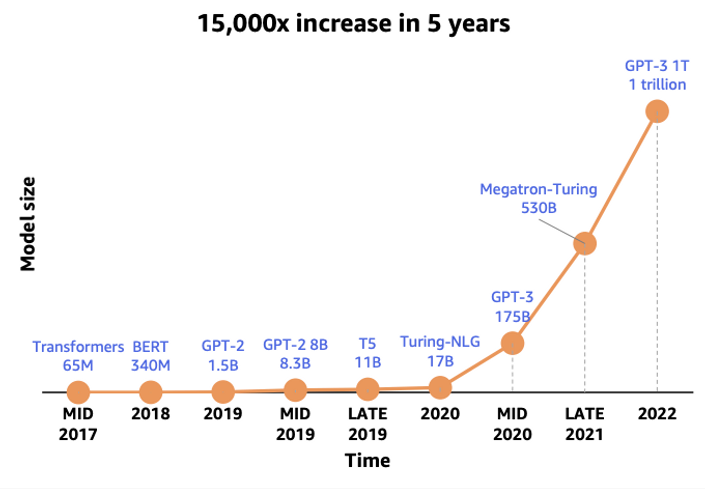 15,000x increase in 5 years
GPT-3 1T
1 trillion
Megatron-Turing
530B
GPT-3
175B
Transformers
65M
BERT
340M
GPT-2
1.5B
GPT-2 8B
8.3B
T5
11B
Turing-NLG
17B
Model size
MID
2017
2018
2019
MID
2019
LATE
2019
2020
MID
2020
LATE
2021
2022
Time